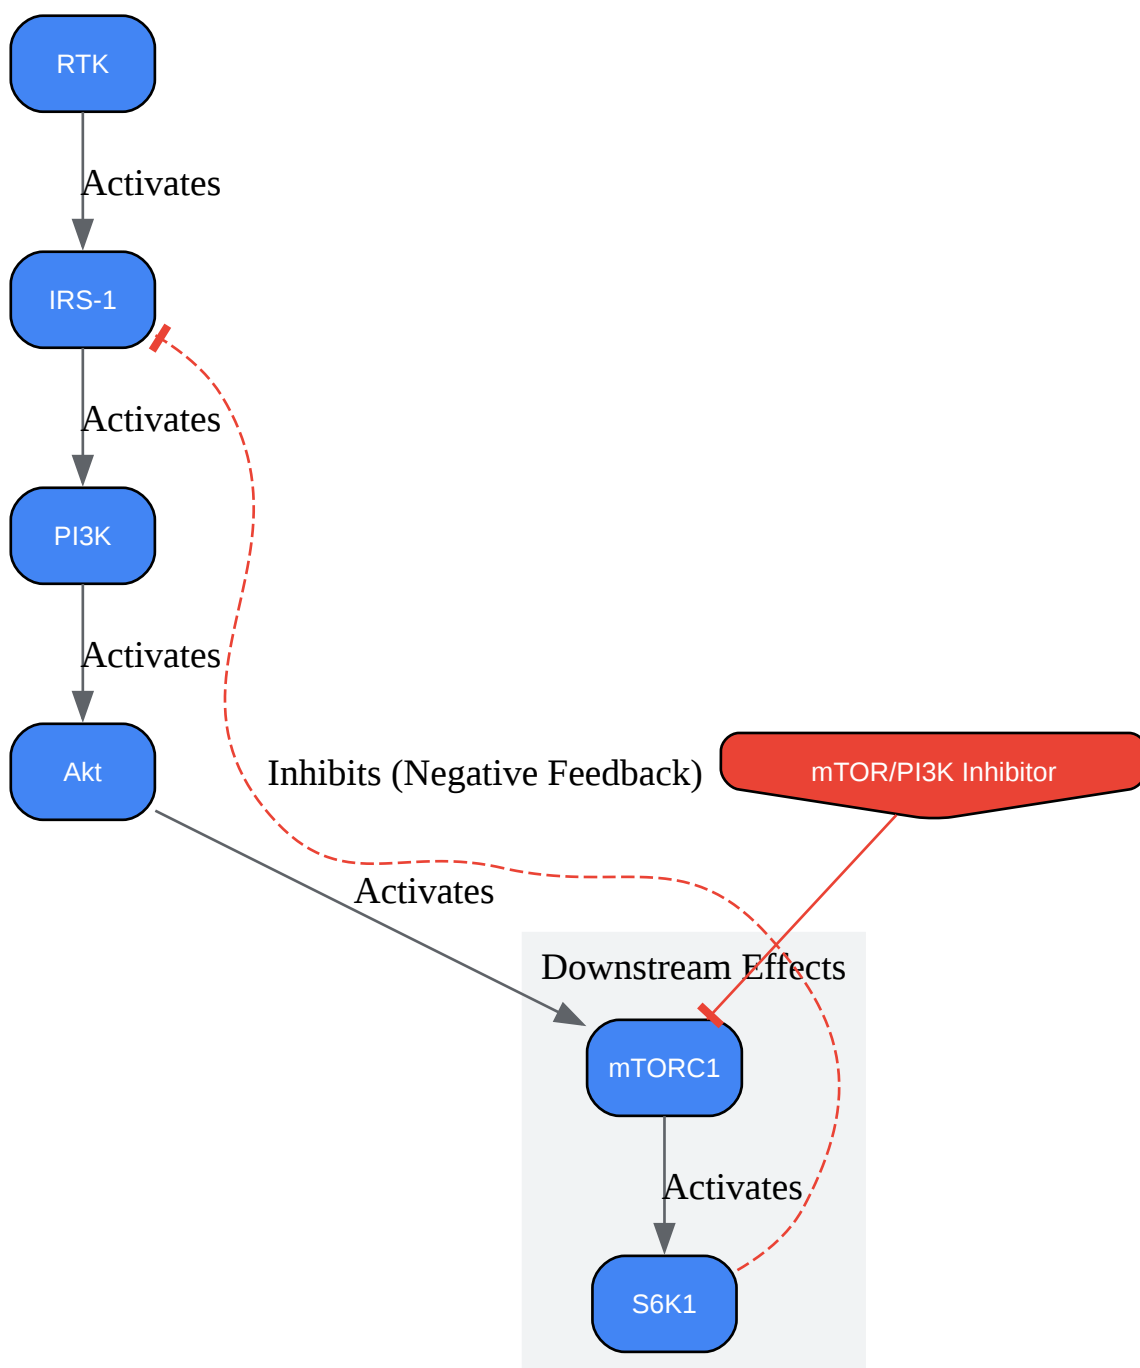 RTK
Activates
IRS-1
Activates
PI3K
Activates
Akt
Inhibits (Negative Feedback)
mTOR/PI3K Inhibitor
Activates
Downstream Effects
mTORC1
Activates
S6K1